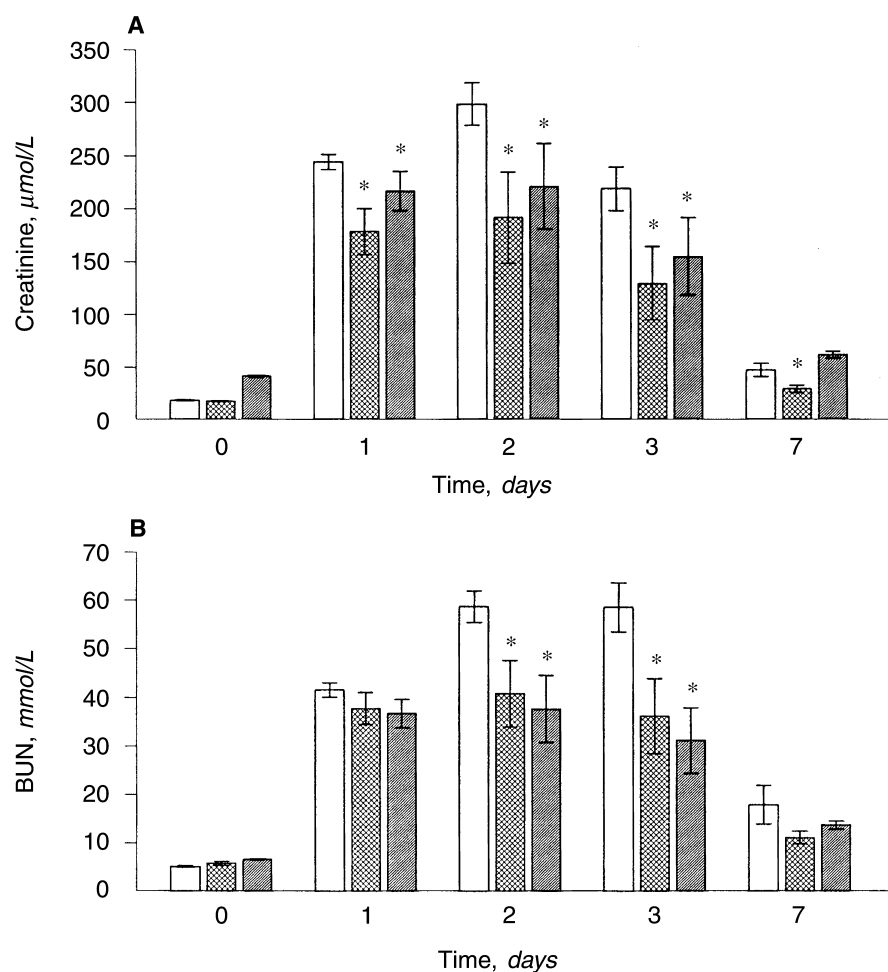 A
350
300
250
200
150
100
50
0
Creatinine, μmol/L
* * * * * * *
0 1 2 3 7
Time, days
B
70
60
50
40
30
20
10
0
BUN, mmol/L
* * * *
0 1 2 3 7
Time, days